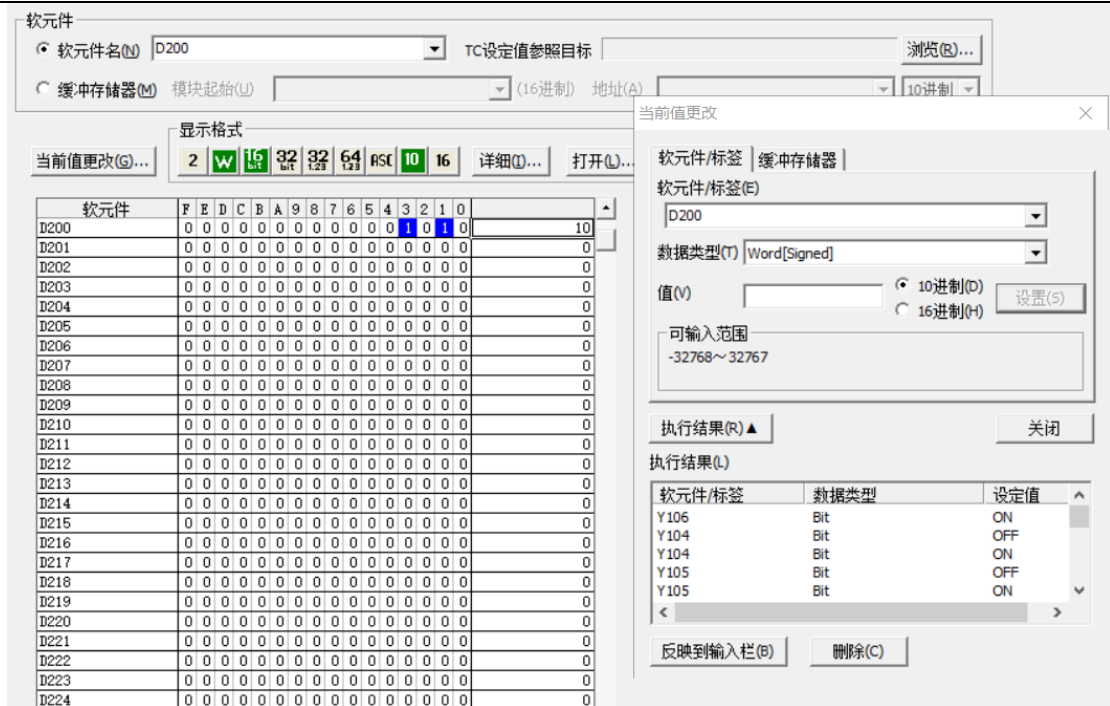 软元件
软元件名(N) D200 TC设定值参照目标 浏览(R)...
缓冲存储器(M) 模块起始(U) (16进制) 地址(A) 10进制
显示格式
当前值更改(G)... 2 W 16bit 32bit 32 1.23 64 1.23 ASC 10 16 详细(I)... 打开(L)...
软元件 F E D C B A 9 8 7 6 5 4 3 2 1 0
D200 0 0 0 0 0 0 0 0 0 0 0 0 1 0 1 0 10
D201 0 0 0 0 0 0 0 0 0 0 0 0 0 0 0 0 0
D202 0 0 0 0 0 0 0 0 0 0 0 0 0 0 0 0 0
D203 0 0 0 0 0 0 0 0 0 0 0 0 0 0 0 0 0
D204 0 0 0 0 0 0 0 0 0 0 0 0 0 0 0 0 0
D205 0 0 0 0 0 0 0 0 0 0 0 0 0 0 0 0 0
D206 0 0 0 0 0 0 0 0 0 0 0 0 0 0 0 0 0
D207 0 0 0 0 0 0 0 0 0 0 0 0 0 0 0 0 0
D208 0 0 0 0 0 0 0 0 0 0 0 0 0 0 0 0 0
D209 0 0 0 0 0 0 0 0 0 0 0 0 0 0 0 0 0
D210 0 0 0 0 0 0 0 0 0 0 0 0 0 0 0 0 0
D211 0 0 0 0 0 0 0 0 0 0 0 0 0 0 0 0 0
D212 0 0 0 0 0 0 0 0 0 0 0 0 0 0 0 0 0
D213 0 0 0 0 0 0 0 0 0 0 0 0 0 0 0 0 0
D214 0 0 0 0 0 0 0 0 0 0 0 0 0 0 0 0 0
D215 0 0 0 0 0 0 0 0 0 0 0 0 0 0 0 0 0
D216 0 0 0 0 0 0 0 0 0 0 0 0 0 0 0 0 0
D217 0 0 0 0 0 0 0 0 0 0 0 0 0 0 0 0 0
D218 0 0 0 0 0 0 0 0 0 0 0 0 0 0 0 0 0
D219 0 0 0 0 0 0 0 0 0 0 0 0 0 0 0 0 0
D220 0 0 0 0 0 0 0 0 0 0 0 0 0 0 0 0 0
D221 0 0 0 0 0 0 0 0 0 0 0 0 0 0 0 0 0
D222 0 0 0 0 0 0 0 0 0 0 0 0 0 0 0 0 0
D223 0 0 0 0 0 0 0 0 0 0 0 0 0 0 0 0 0
D224 0 0 0 0 0 0 0 0 0 0 0 0 0 0 0 0 0
当前值更改
软元件/标签 缓冲存储器
软元件/标签(E)
D200
数据类型(T) Word[Signed]
值(V) 10进制(D) 设置(S)
16进制(H)
可输入范围
-32768～32767
执行结果(R)▲ 关闭
执行结果(L)
软元件/标签 数据类型 设定值
Y106 Bit ON
Y104 Bit OFF
Y104 Bit ON
Y105 Bit OFF
Y105 Bit ON
反映到输入栏(B) 删除(C)